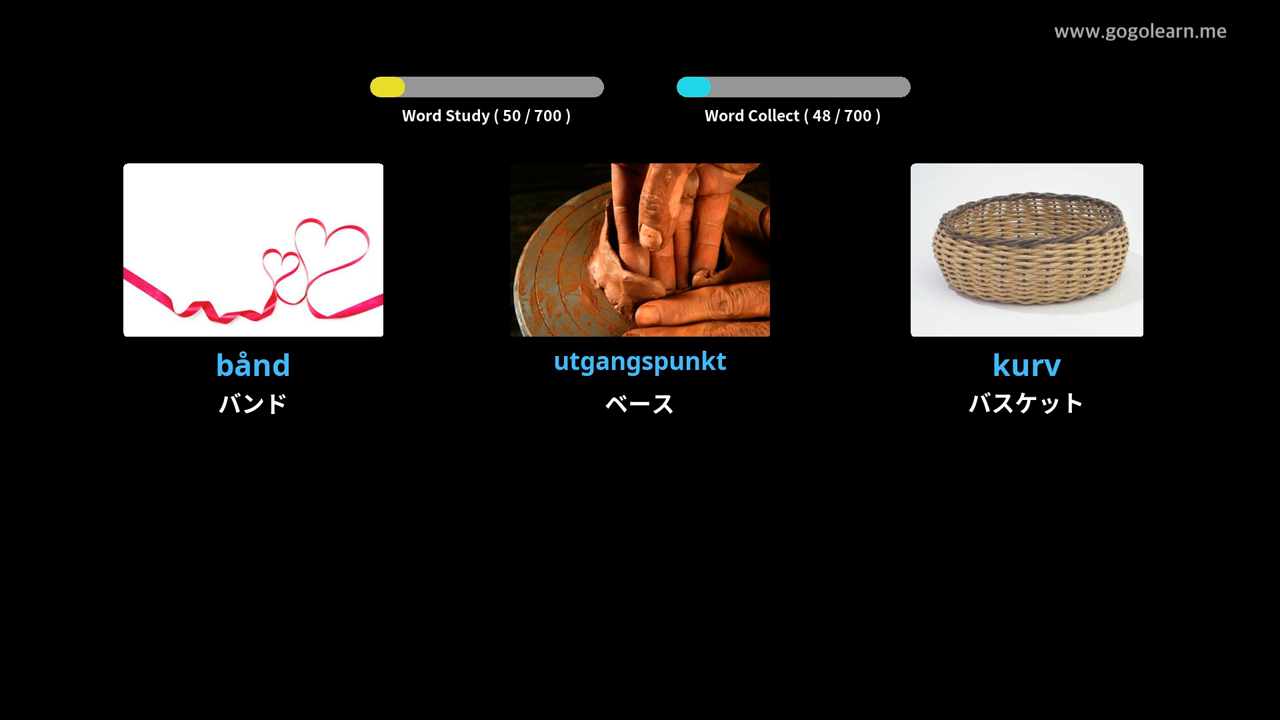 www.gogolearn.me
Word Study ( 50 / 700 )
Word Collect ( 48 / 700 )
bånd
バンド
utgangspunkt
ベース
kurv
バスケット